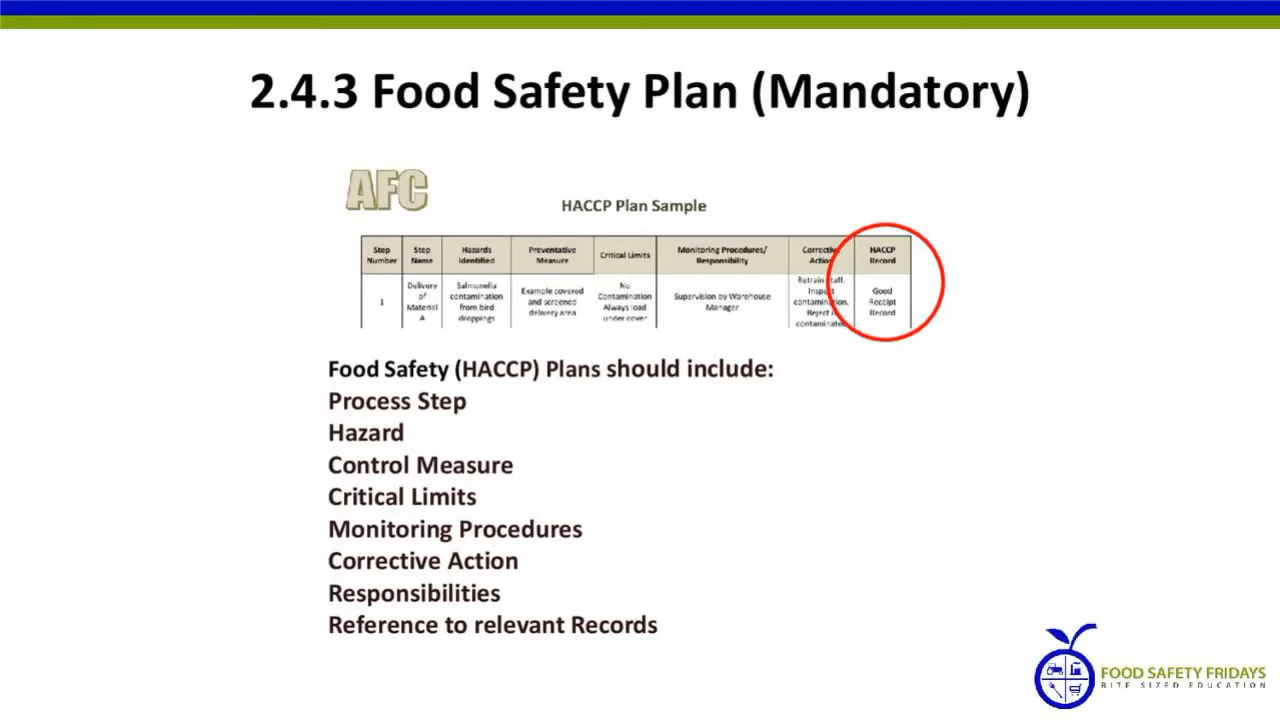 2.4.3 Food Safety Plan (Mandatory)
AFC
HACCP Plan Sample
Step Number
Step Name
Hazards Identified
Preventative Measure
Critical Limits
Monitoring Procedures/ Responsibility
Corrective Action
HACCP Record
1
Delivery of Material A
Salmonella contamination from bird droppings
Example covered and screened delivery area
No Contamination Always load under cover
Supervision by Warehouse Manager
Retrain staff. Inspect contamination. Reject if contaminated
Good Receipt Record
Food Safety (HACCP) Plans should include:
Process Step
Hazard
Control Measure
Critical Limits
Monitoring Procedures
Corrective Action
Responsibilities
Reference to relevant Records
FOOD SAFETY FRIDAYS
BITE SIZED EDUCATION